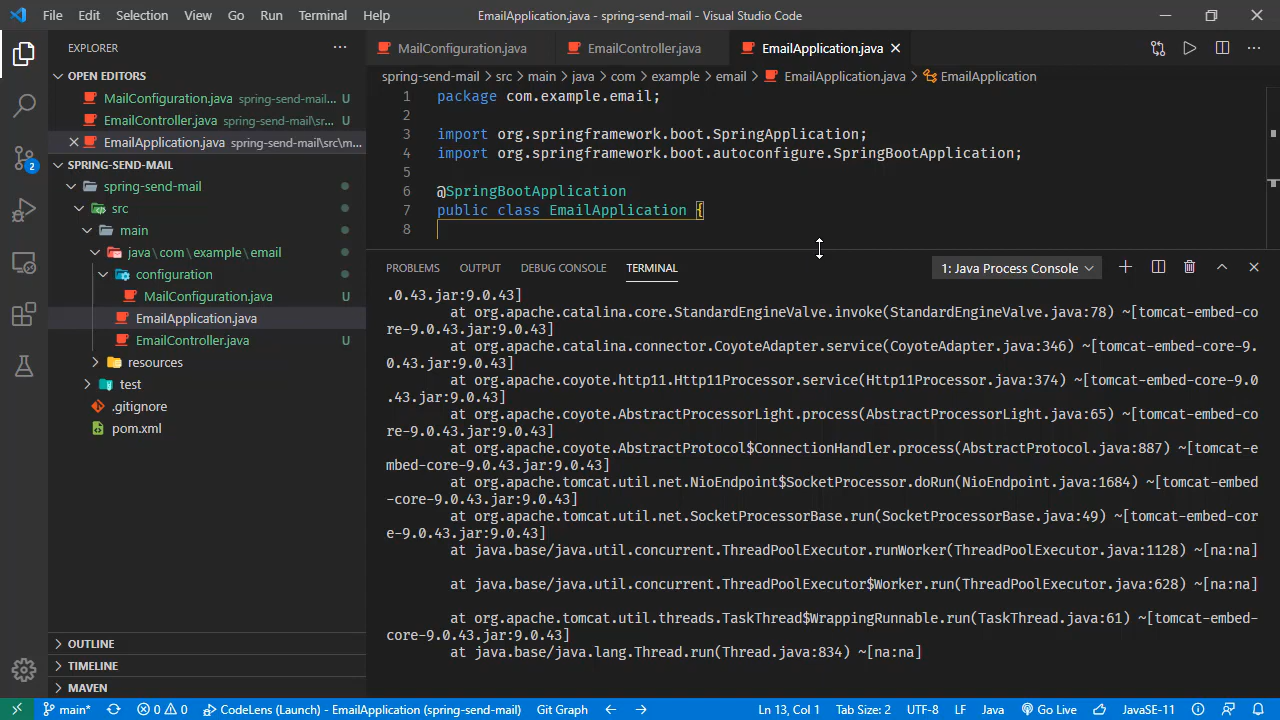 File Edit Selection View Go Run Terminal Help EmailApplication.java - spring-send-mail - Visual Studio Code
EXPLORER
OPEN EDITORS
MailConfiguration.java spring-send-mail... U
EmailController.java spring-send-mail\sr... U
EmailApplication.java spring-send-mail\src\m...
SPRING-SEND-MAIL
spring-send-mail
src
main
java\com\example\email
configuration
MailConfiguration.java U
EmailApplication.java
EmailController.java U
resources
test
.gitignore
pom.xml
OUTLINE
TIMELINE
MAVEN
2
MailConfiguration.java EmailController.java EmailApplication.java
spring-send-mail > src > main > java > com > example > email > EmailApplication.java > EmailApplication
1 package com.example.email;
2
3 import org.springframework.boot.SpringApplication;
4 import org.springframework.boot.autoconfigure.SpringBootApplication;
5
6 @SpringBootApplication
7 public class EmailApplication {
8
PROBLEMS OUTPUT DEBUG CONSOLE TERMINAL 1: Java Process Console
.0.43.jar:9.0.43]
at org.apache.catalina.core.StandardEngineValve.invoke(StandardEngineValve.java:78) ~[tomcat-embed-co
re-9.0.43.jar:9.0.43]
at org.apache.catalina.connector.CoyoteAdapter.service(CoyoteAdapter.java:346) ~[tomcat-embed-core-9.
0.43.jar:9.0.43]
at org.apache.coyote.http11.Http11Processor.service(Http11Processor.java:374) ~[tomcat-embed-core-9.0
.43.jar:9.0.43]
at org.apache.coyote.AbstractProcessorLight.process(AbstractProcessorLight.java:65) ~[tomcat-embed-co
re-9.0.43.jar:9.0.43]
at org.apache.coyote.AbstractProtocol$ConnectionHandler.process(AbstractProtocol.java:887) ~[tomcat-e
mbed-core-9.0.43.jar:9.0.43]
at org.apache.tomcat.util.net.NioEndpoint$SocketProcessor.doRun(NioEndpoint.java:1684) ~[tomcat-embed
-core-9.0.43.jar:9.0.43]
at org.apache.tomcat.util.net.SocketProcessorBase.run(SocketProcessorBase.java:49) ~[tomcat-embed-cor
e-9.0.43.jar:9.0.43]
at java.base/java.util.concurrent.ThreadPoolExecutor.runWorker(ThreadPoolExecutor.java:1128) ~[na:na]
at java.base/java.util.concurrent.ThreadPoolExecutor$Worker.run(ThreadPoolExecutor.java:628) ~[na:na]
at org.apache.tomcat.util.threads.TaskThread$WrappingRunnable.run(TaskThread.java:61) ~[tomcat-embed-
core-9.0.43.jar:9.0.43]
at java.base/java.lang.Thread.run(Thread.java:834) ~[na:na]
main* 0 0 CodeLens (Launch) - EmailApplication (spring-send-mail) Git Graph Ln 13, Col 1 Tab Size: 2 UTF-8 LF Java Go Live JavaSE-11